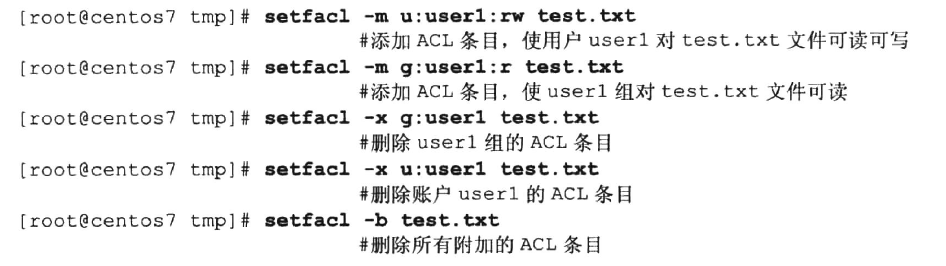 [root@centos7 tmp]# setfacl -m u:user1:rw test.txt
#添加 ACL 条目，使用户 user1 对 test.txt 文件可读可写
[root@centos7 tmp]# setfacl -m g:user1:r test.txt
#添加 ACL 条目，使 user1 组对 test.txt 文件可读
[root@centos7 tmp]# setfacl -x g:user1 test.txt
#删除 user1 组的 ACL 条目
[root@centos7 tmp]# setfacl -x u:user1 test.txt
#删除账户 user1 的 ACL 条目
[root@centos7 tmp]# setfacl -b test.txt
#删除所有附加的 ACL 条目